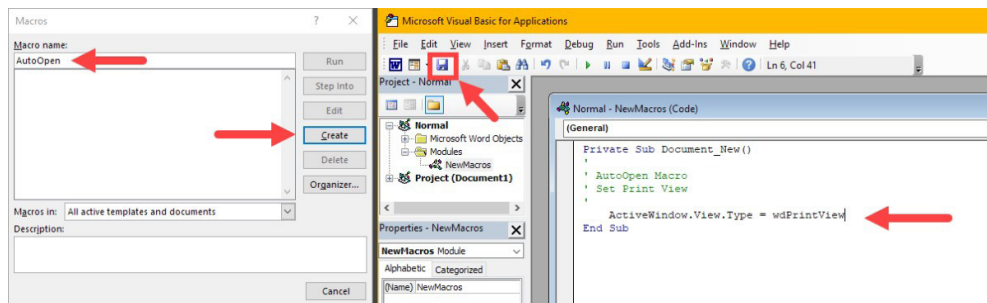 Macros ? ×
Macro name:
AutoOpen
Run
Step Into
Edit
Create
Delete
Organizer...
Macros in: All active templates and documents
Description:
Cancel
Microsoft Visual Basic for Applications
File Edit View Insert Format Debug Run Tools Add-Ins Window Help
Ln 6, Col 41
Project - Normal
Normal
Microsoft Word Objects
Modules
NewMacros
Project (Document1)
Properties - NewMacros
NewMacros Module
Alphabetic Categorized
(Name) NewMacros
Normal - NewMacros (Code)
(General)
Private Sub Document_New()
'
' AutoOpen Macro
' Set Print View
'
ActiveWindow.View.Type = wdPrintView
End Sub